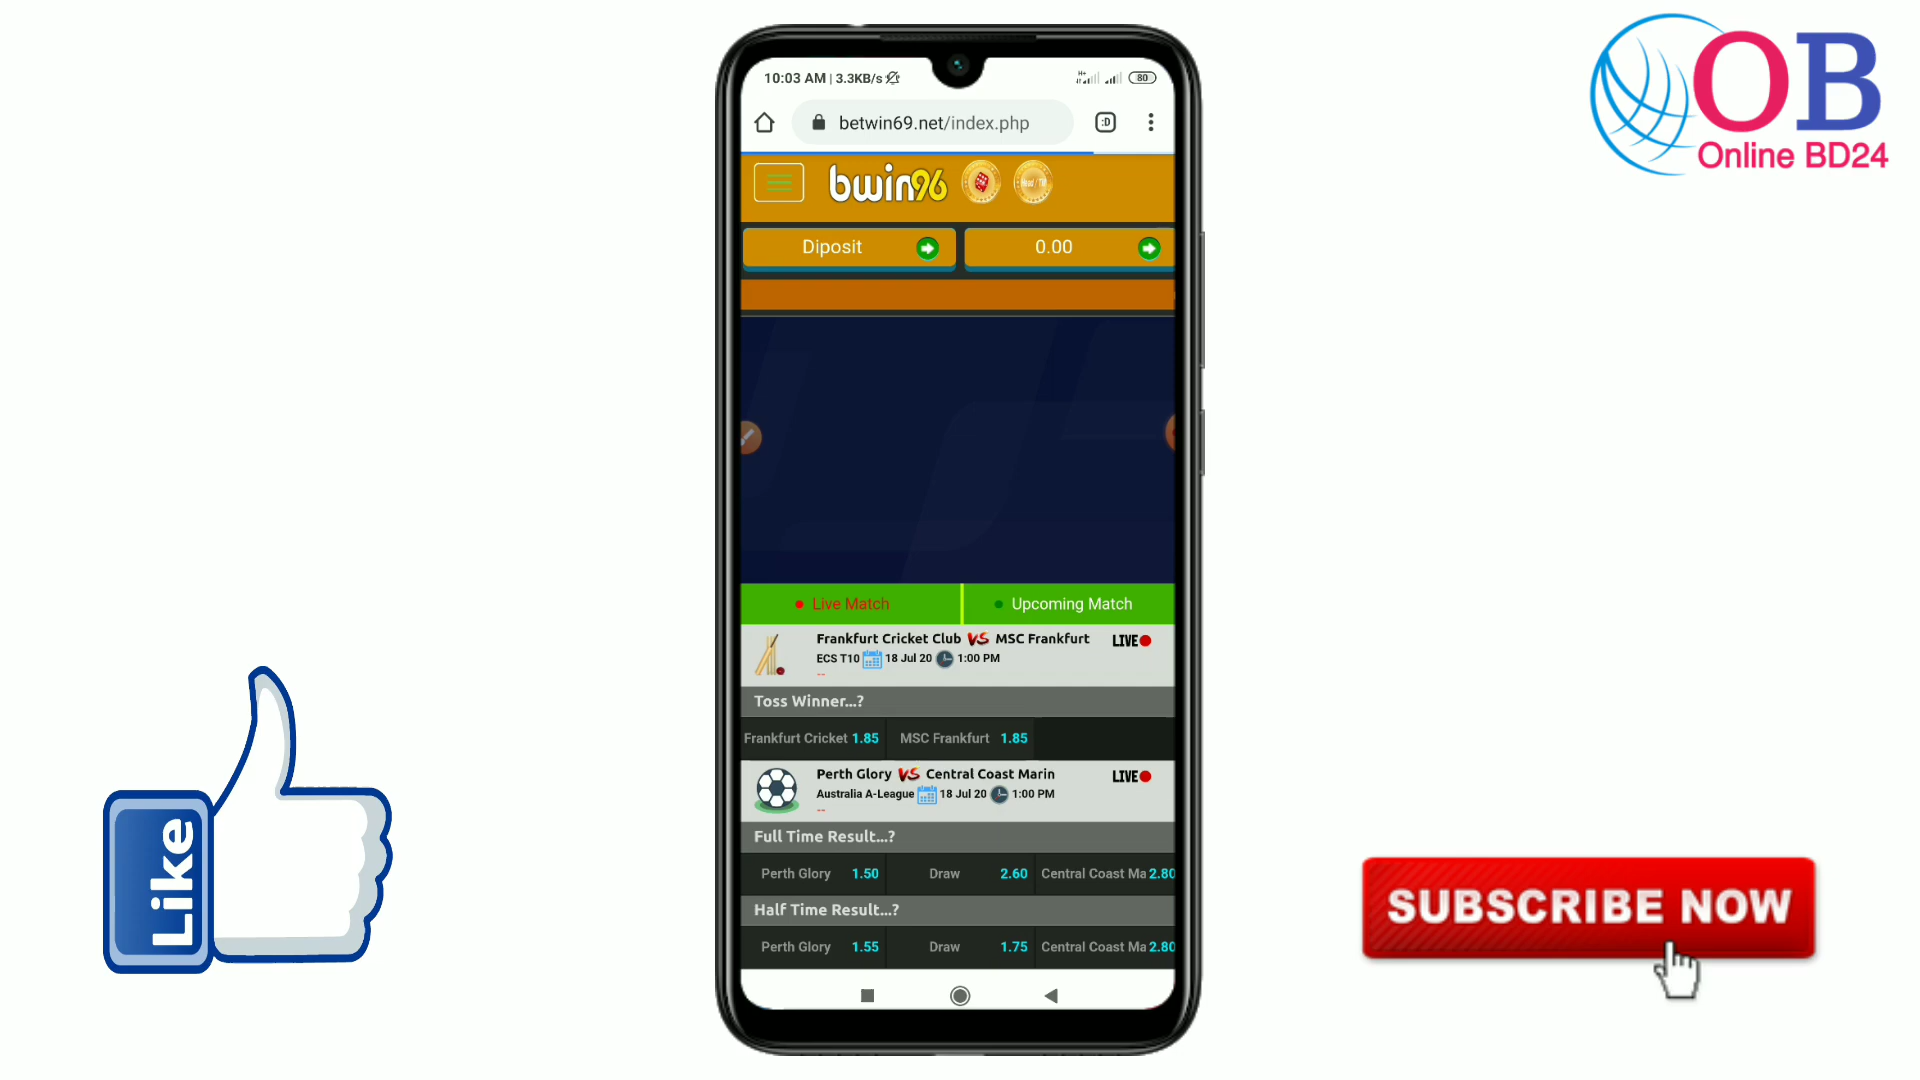 OB
Online BD24
10:03 AM | 3.3KB/s
80
:D
betwin69.net/index.php
bwin96
Head / Tail
Diposit
0.00
Live Match
Upcoming Match
Frankfurt Cricket Club VS MSC Frankfurt
LIVE
ECS T10 18 Jul 20 1:00 PM
--
Toss Winner...?
Frankfurt Cricket 1.85 MSC Frankfurt 1.85
Perth Glory VS Central Coast Marin
LIVE
Australia A-League 18 Jul 20 1:00 PM
--
Full Time Result...?
Perth Glory 1.50 Draw 2.60 Central Coast Ma 2.80
Half Time Result...?
Perth Glory 1.55 Draw 1.75 Central Coast Ma 2.80
Like
SUBSCRIBE NOW